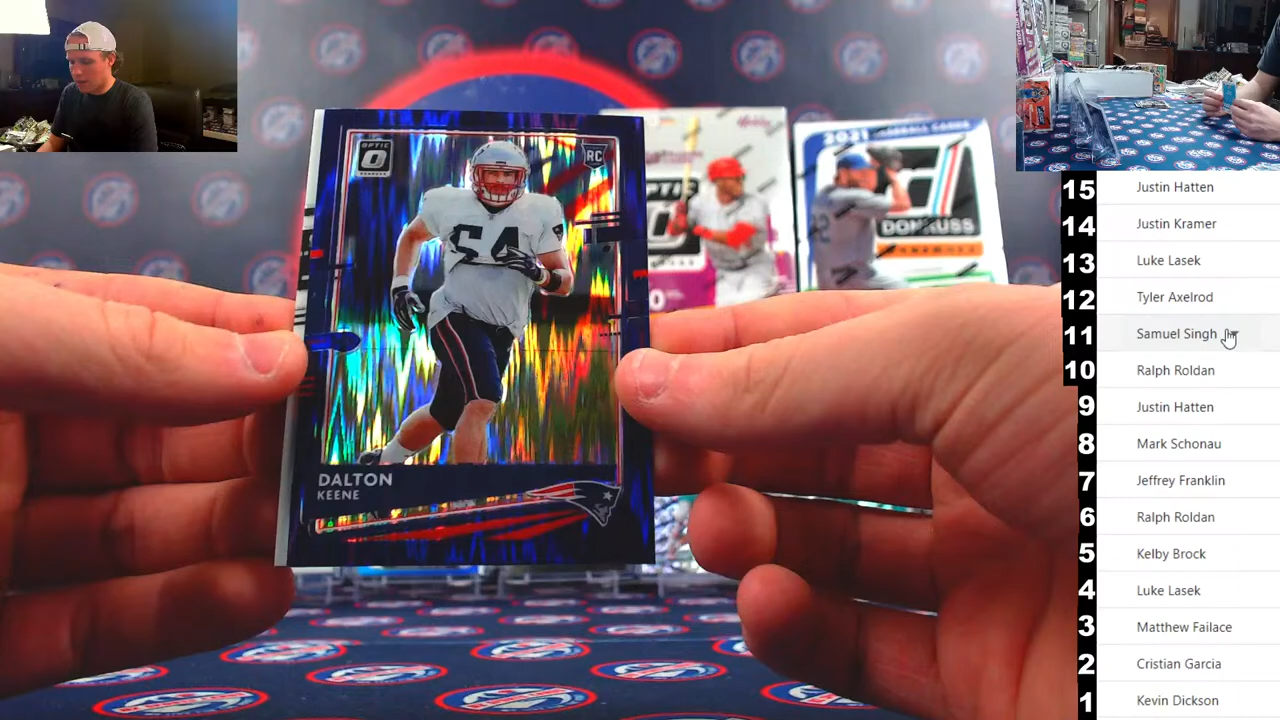 OPTIC
RC
54
DALTON
KEENE
2021
DONRUSS
15 Justin Hatten
14 Justin Kramer
13 Luke Lasek
12 Tyler Axelrod
11 Samuel Singh
10 Ralph Roldan
9 Justin Hatten
8 Mark Schonau
7 Jeffrey Franklin
6 Ralph Roldan
5 Kelby Brock
4 Luke Lasek
3 Matthew Failace
2 Cristian Garcia
1 Kevin Dickson